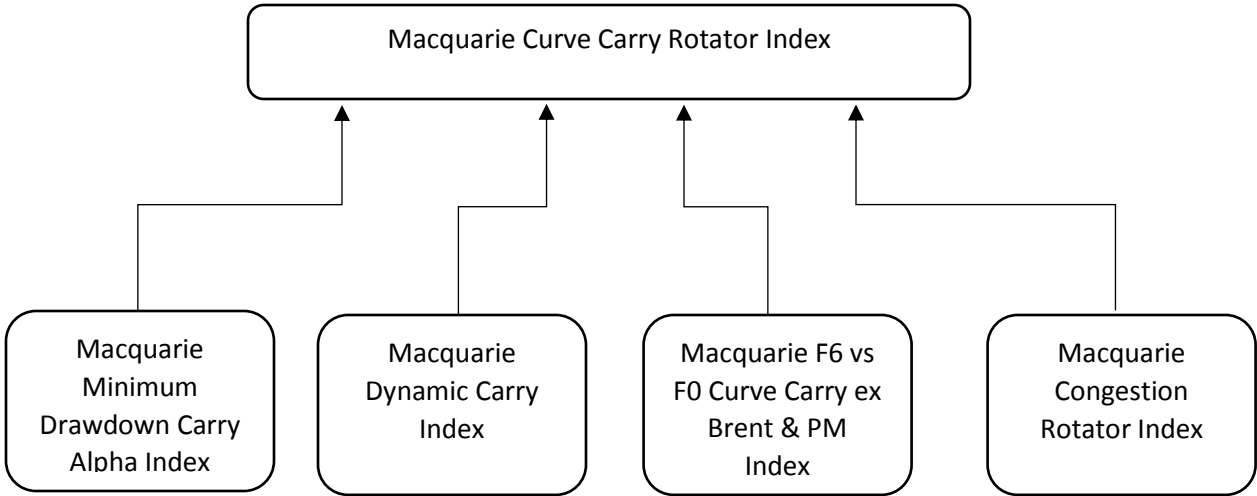 Macquarie Curve Carry Rotator Index
Macquarie
Minimum
Drawdown Carry
Alpha Index
Macquarie
Dynamic Carry
Index
Macquarie F6 vs
F0 Curve Carry ex
Brent & PM
Index
Macquarie
Congestion
Rotator Index